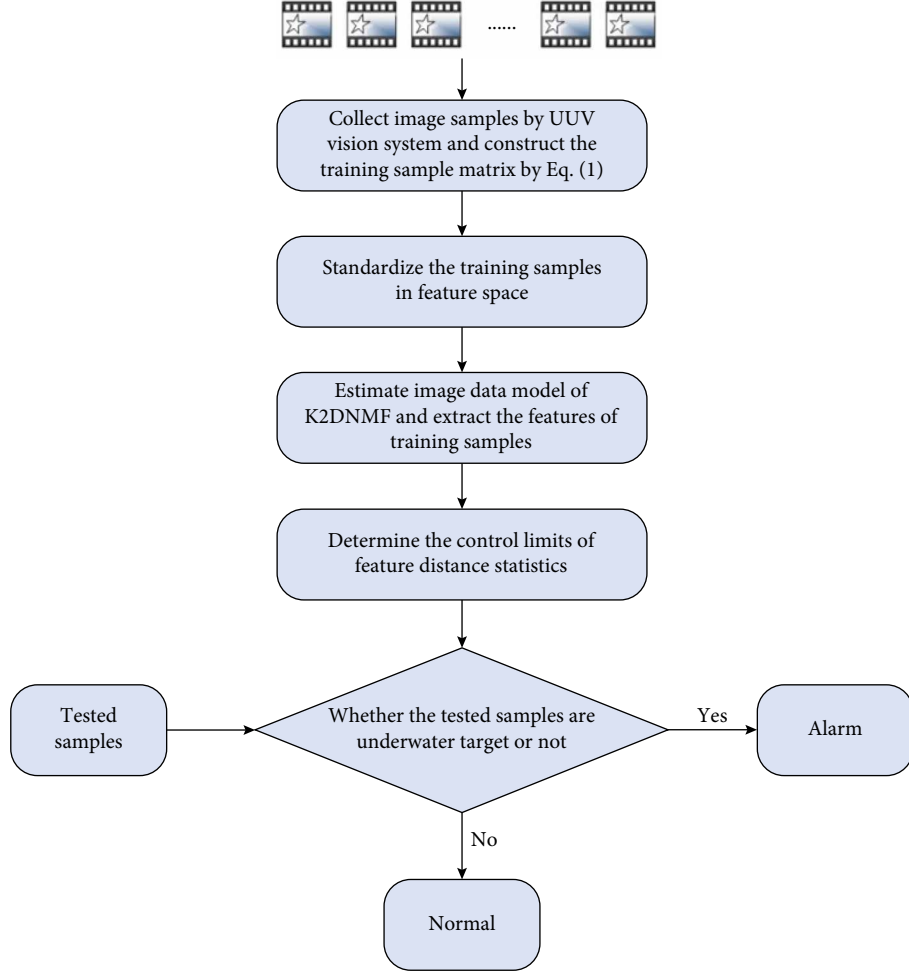 ......
Collect image samples by UUV
vision system and construct the
training sample matrix by Eq. (1)
Standardize the training samples
in feature space
Estimate image data model of
K2DNMF and extract the features of
training samples
Determine the control limits of
feature distance statistics
Tested
samples
Whether the tested samples are
underwater target or not
Yes
Alarm
No
Normal